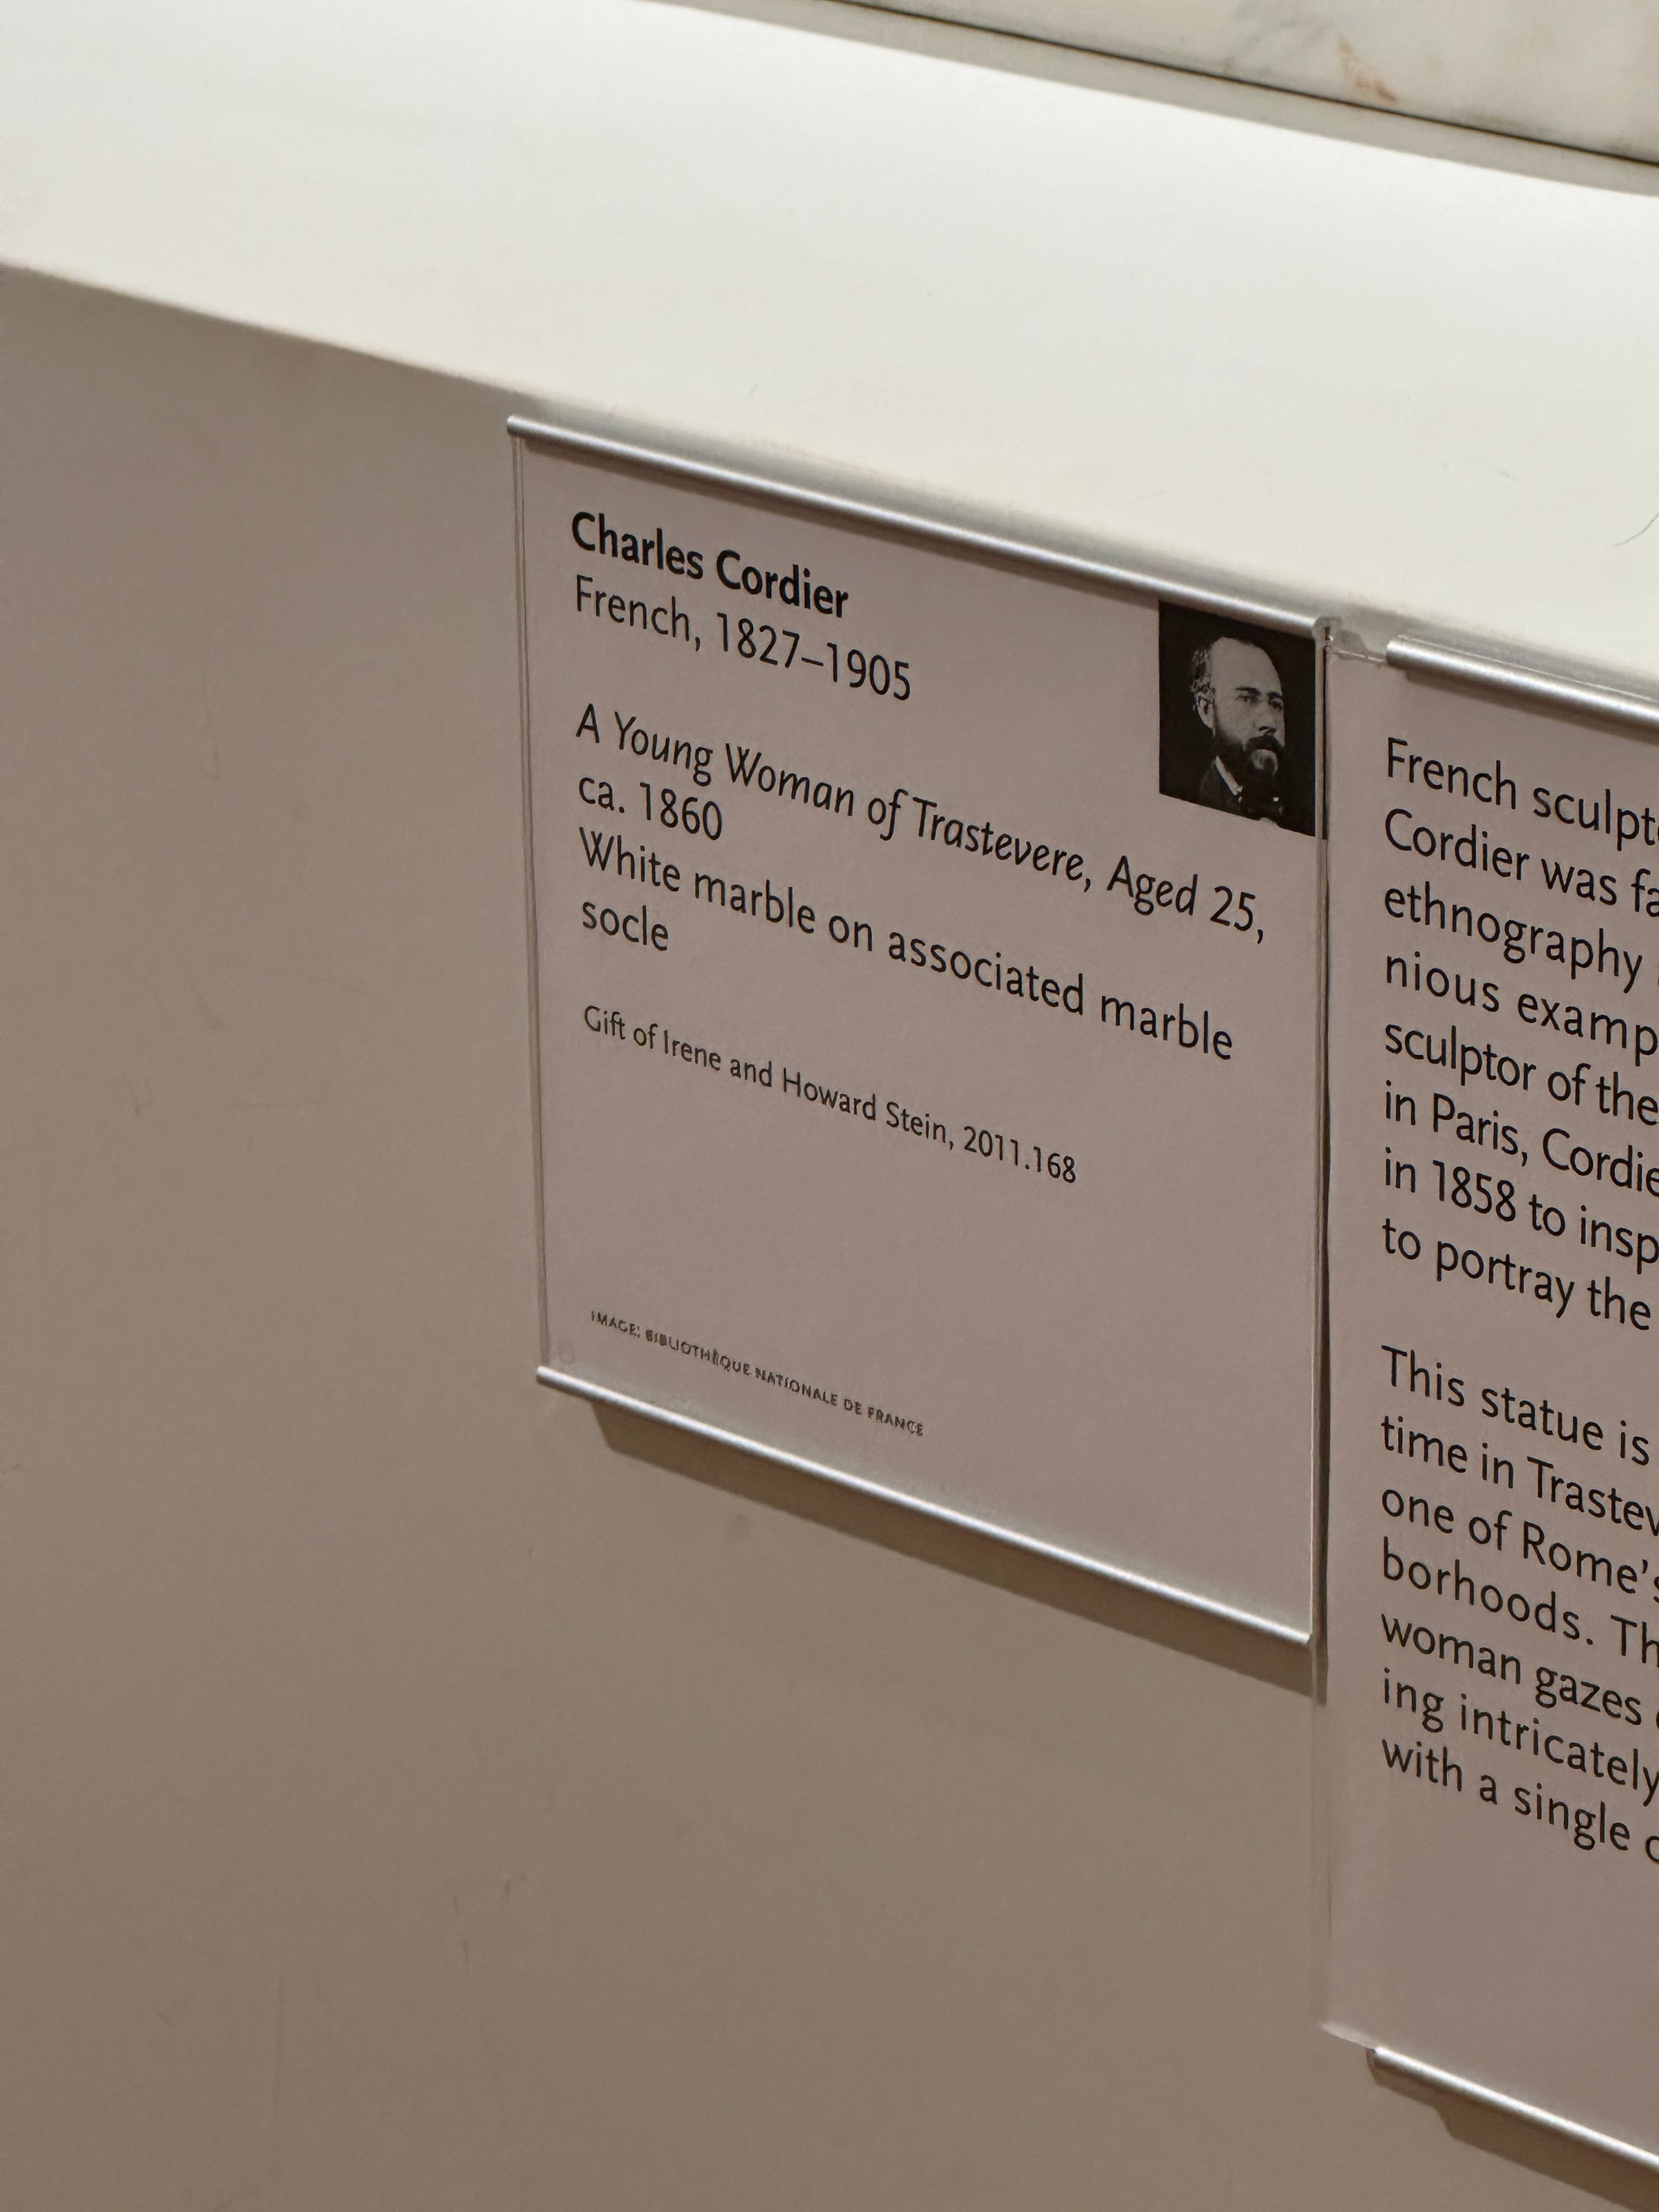 Charles Cordier
French, 1827–1905
A Young Woman of Trastevere, Aged 25,
ca. 1860
White marble on associated marble
socle
Gift of Irene and Howard Stein, 2011.168
IMAGE: BIBLIOTHÈQUE NATIONALE DE FRANCE
French sculpt
Cordier was fa
ethnography
nious examp
sculptor of the
in Paris, Cordie
in 1858 to insp
to portray the
This statue is
time in Trastev
one of Rome's
borhoods. Th
woman gazes
ing intricately
with a single